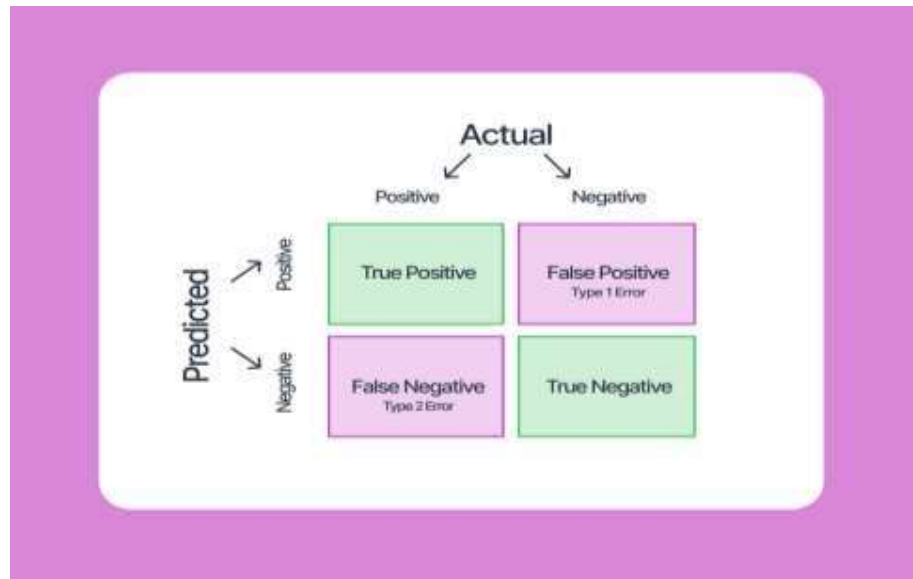 Actual
Positive Negative
Predicted
Positive
True Positive
False Positive
Type 1 Error
Negative
False Negative
Type 2 Error
True Negative